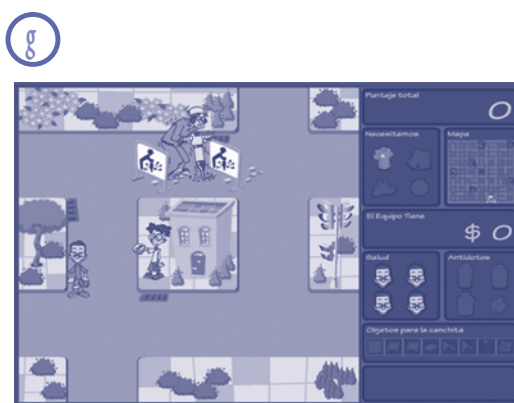 g
Puntaje total
0
Necesitamos
Mapa
El Equipo Tiene
$ 0
Salud
Antídotos
Objetos para la canchita